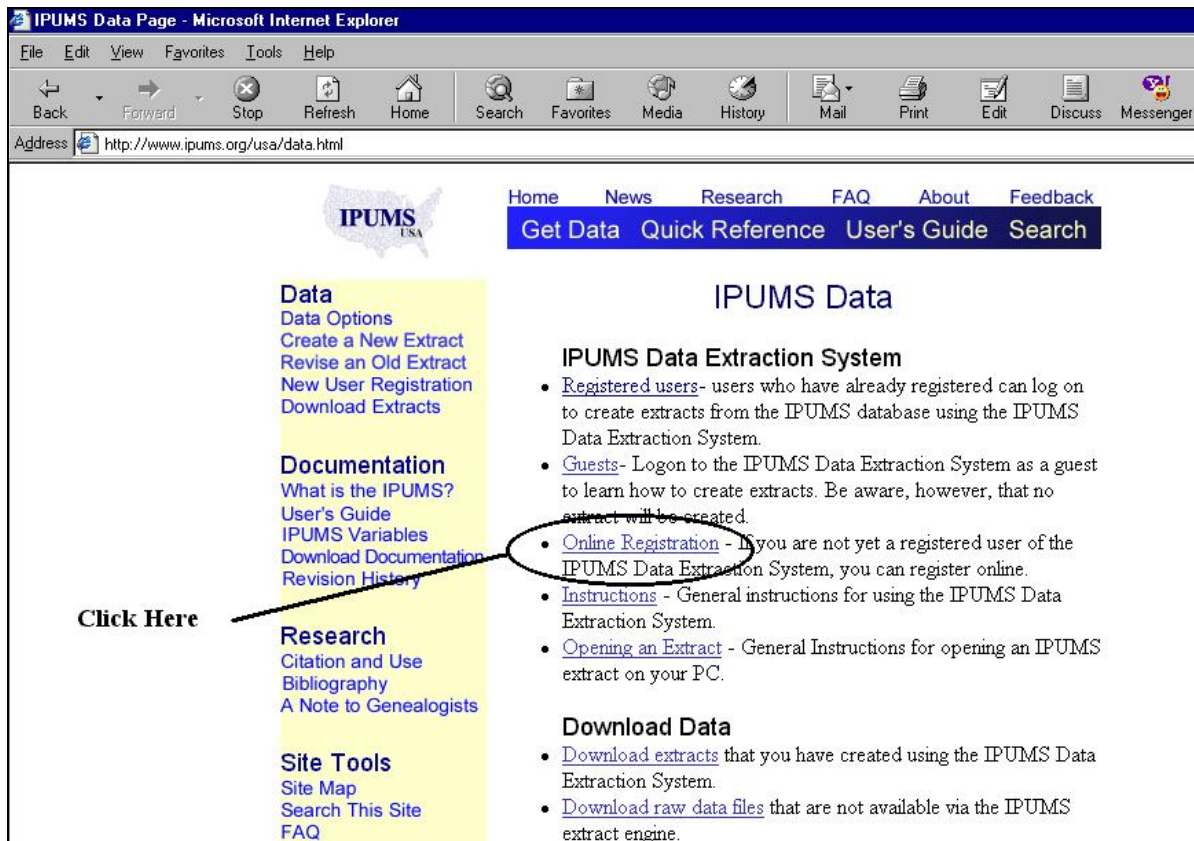 IPUMS Data Page - Microsoft Internet Explorer
File Edit View Favorites Tools Help
Back Forward Stop Refresh Home Search Favorites Media History Mail Print Edit Discuss Messenger
Address http://www.ipums.org/usa/data.html
IPUMS
USA
Home News Research FAQ About Feedback
Get Data Quick Reference User's Guide Search
Data
Data Options
Create a New Extract
Revise an Old Extract
New User Registration
Download Extracts
Documentation
What is the IPUMS?
User's Guide
IPUMS Variables
Download Documentation
Revision History
Click Here
Research
Citation and Use
Bibliography
A Note to Genealogists
Site Tools
Site Map
Search This Site
FAQ
IPUMS Data
IPUMS Data Extraction System
• Registered users- users who have already registered can log on
to create extracts from the IPUMS database using the IPUMS
Data Extraction System.
• Guests- Logon to the IPUMS Data Extraction System as a guest
to learn how to create extracts. Be aware, however, that no
extract will be created.
• Online Registration - If you are not yet a registered user of the
IPUMS Data Extraction System, you can register online.
• Instructions - General instructions for using the IPUMS Data
Extraction System.
• Opening an Extract - General Instructions for opening an IPUMS
extract on your PC.
Download Data
• Download extracts that you have created using the IPUMS Data
Extraction System.
• Download raw data files that are not available via the IPUMS
extract engine.